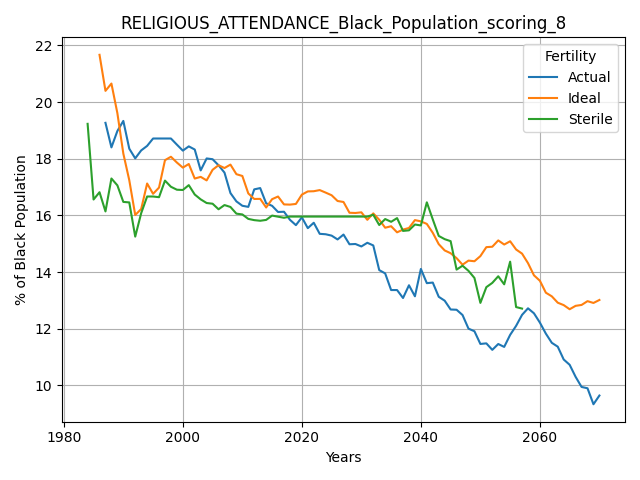 RELIGIOUS_ATTENDANCE_Black_Population_scoring_8
Fertility
Actual
Ideal
Sterile
% of Black Population
22
20
18
16
14
12
10
1980
2000
2020
2040
2060
Years